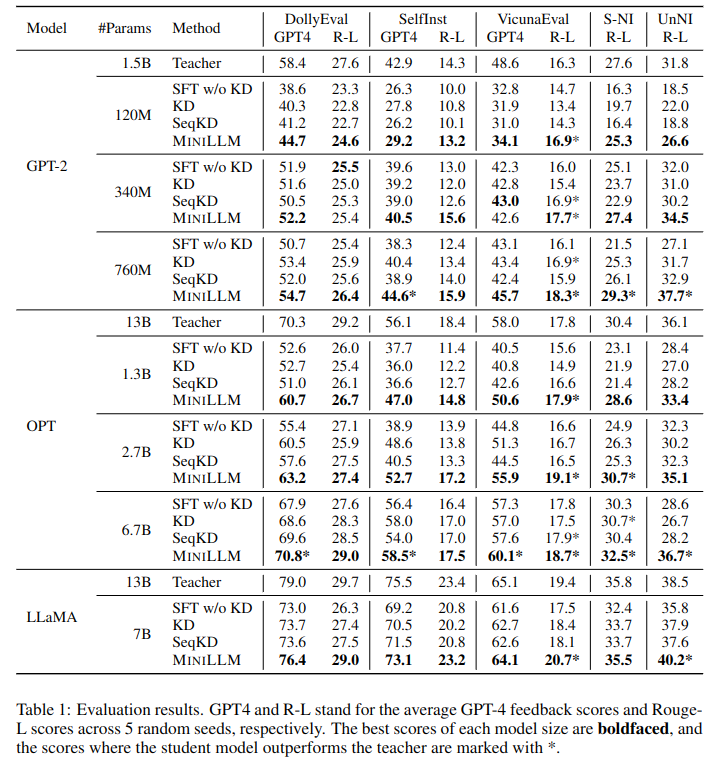 Model #Params Method DollyEval SelfInst VicunaEval S-NI UnNI
GPT4 R-L GPT4 R-L GPT4 R-L R-L R-L
GPT-2
1.5B Teacher 58.4 27.6 42.9 14.3 48.6 16.3 27.6 31.8
120M
SFT w/o KD 38.6 23.3 26.3 10.0 32.8 14.7 16.3 18.5
KD 40.3 22.8 27.8 10.8 31.9 13.4 19.7 22.0
SeqKD 41.2 22.7 26.2 10.1 31.0 14.3 16.4 18.8
MINILLM 44.7 24.6 29.2 13.2 34.1 16.9* 25.3 26.6
340M
SFT w/o KD 51.9 25.5 39.6 13.0 42.3 16.0 25.1 32.0
KD 51.6 25.0 39.2 12.0 42.8 15.4 23.7 31.0
SeqKD 50.5 25.3 39.0 12.6 43.0 16.9* 22.9 30.2
MINILLM 52.2 25.4 40.5 15.6 42.6 17.7* 27.4 34.5
760M
SFT w/o KD 50.7 25.4 38.3 12.4 43.1 16.1 21.5 27.1
KD 53.4 25.9 40.4 13.4 43.4 16.9* 25.3 31.7
SeqKD 52.0 25.6 38.9 14.0 42.4 15.9 26.1 32.9
MINILLM 54.7 26.4 44.6* 15.9 45.7 18.3* 29.3* 37.7*
OPT
13B Teacher 70.3 29.2 56.1 18.4 58.0 17.8 30.4 36.1
1.3B
SFT w/o KD 52.6 26.0 37.7 11.4 40.5 15.6 23.1 28.4
KD 52.7 25.4 36.0 12.2 40.8 14.9 21.9 27.0
SeqKD 51.0 26.1 36.6 12.7 42.6 16.6 21.4 28.2
MINILLM 60.7 26.7 47.0 14.8 50.6 17.9* 28.6 33.4
2.7B
SFT w/o KD 55.4 27.1 38.9 13.9 44.8 16.6 24.9 32.3
KD 60.5 25.9 48.6 13.8 51.3 16.7 26.3 30.2
SeqKD 57.6 27.5 40.5 13.3 44.5 16.5 25.3 32.3
MINILLM 63.2 27.4 52.7 17.2 55.9 19.1* 30.7* 35.1
6.7B
SFT w/o KD 67.9 27.6 56.4 16.4 57.3 17.8 30.3 28.6
KD 68.6 28.3 58.0 17.0 57.0 17.5 30.7* 26.7
SeqKD 69.6 28.5 54.0 17.0 57.6 17.9* 30.4 28.2
MINILLM 70.8* 29.0 58.5* 17.5 60.1* 18.7* 32.5* 36.7*
LLaMA
13B Teacher 79.0 29.7 75.5 23.4 65.1 19.4 35.8 38.5
7B
SFT w/o KD 73.0 26.3 69.2 20.8 61.6 17.5 32.4 35.8
KD 73.7 27.4 70.5 20.2 62.7 18.4 33.7 37.9
SeqKD 73.6 27.5 71.5 20.8 62.6 18.1 33.7 37.6
MINILLM 76.4 29.0 73.1 23.2 64.1 20.7* 35.5 40.2*
Table 1: Evaluation results. GPT4 and R-L stand for the average GPT-4 feedback scores and Rouge-
L scores across 5 random seeds, respectively. The best scores of each model size are boldfaced, and
the scores where the student model outperforms the teacher are marked with *.